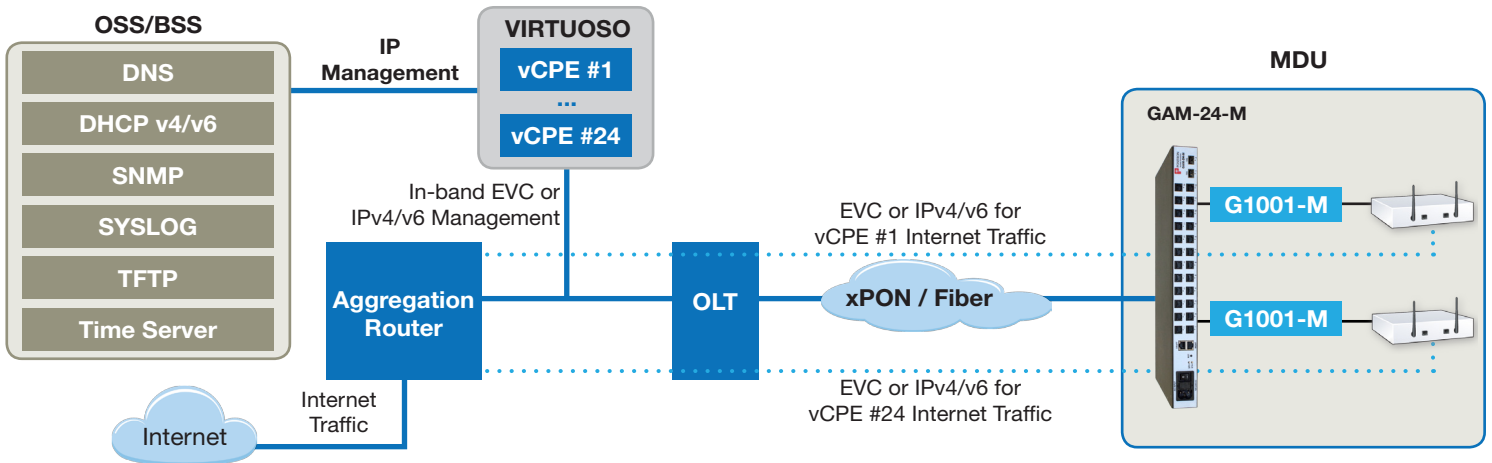 OSS/BSS
DNS
DHCP v4/v6
SNMP
SYSLOG
TFTP
Time Server
IP
Management
VIRTUOSO
vCPE #1
...
vCPE #24
In-band EVC or
IPv4/v6 Management
Aggregation
Router
Internet
Traffic
Internet
OLT
EVC or IPv4/v6 for
vCPE #1 Internet Traffic
xPON / Fiber
EVC or IPv4/v6 for
vCPE #24 Internet Traffic
MDU
GAM-24-M
G1001-M
G1001-M